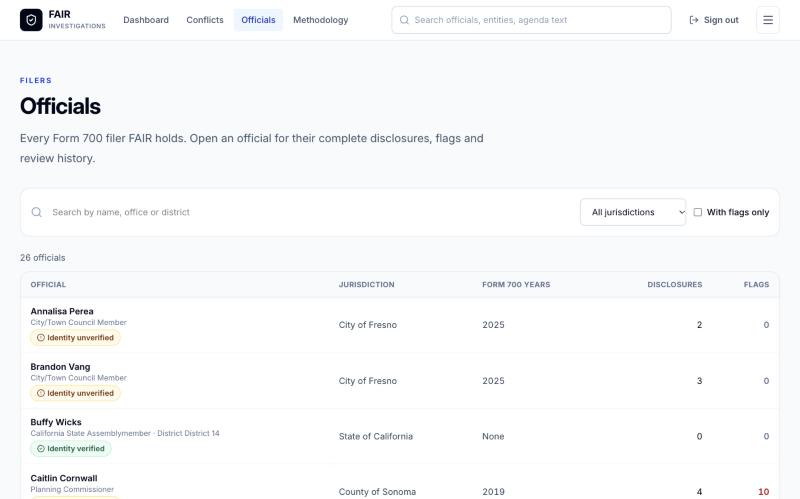 FAIR
INVESTIGATIONS
Dashboard
Conflicts
Officials
Methodology
Search officials, entities, agenda text
Sign out
FILERS
Officials
Every Form 700 filer FAIR holds. Open an official for their complete disclosures, flags and
review history.
Search by name, office or district
All jurisdictions
With flags only
26 officials
OFFICIAL JURISDICTION FORM 700 YEARS DISCLOSURES FLAGS
Annalisa Perea
City/Town Council Member
Identity unverified
City of Fresno 2025 2 0
Brandon Vang
City/Town Council Member
Identity unverified
City of Fresno 2025 3 0
Buffy Wicks
California State Assemblymember · District District 14
Identity verified
State of California None 0 0
Caitlin Cornwall
Planning Commissioner
County of Sonoma 2019 4 10